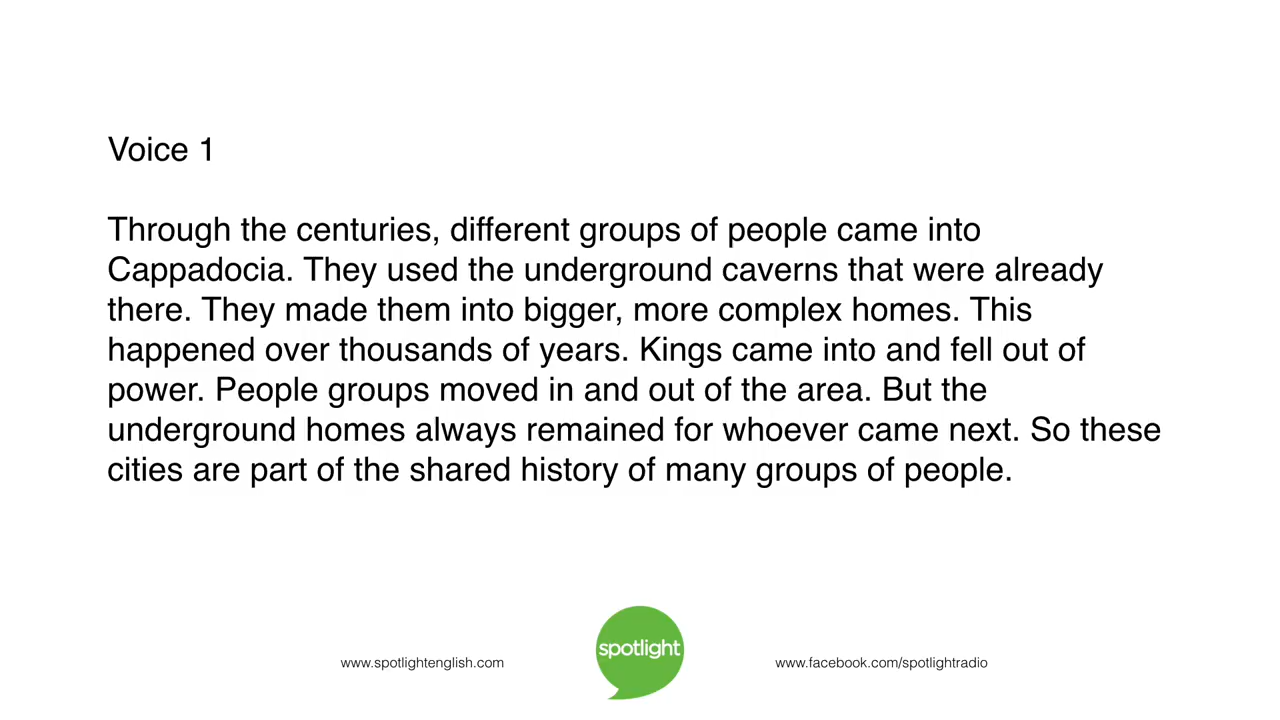 Voice 1
Through the centuries, different groups of people came into
Cappadocia. They used the underground caverns that were already
there. They made them into bigger, more complex homes. This
happened over thousands of years. Kings came into and fell out of
power. People groups moved in and out of the area. But the
underground homes always remained for whoever came next. So these
cities are part of the shared history of many groups of people.
www.spotlightenglish.com
spotlight
www.facebook.com/spotlightradio